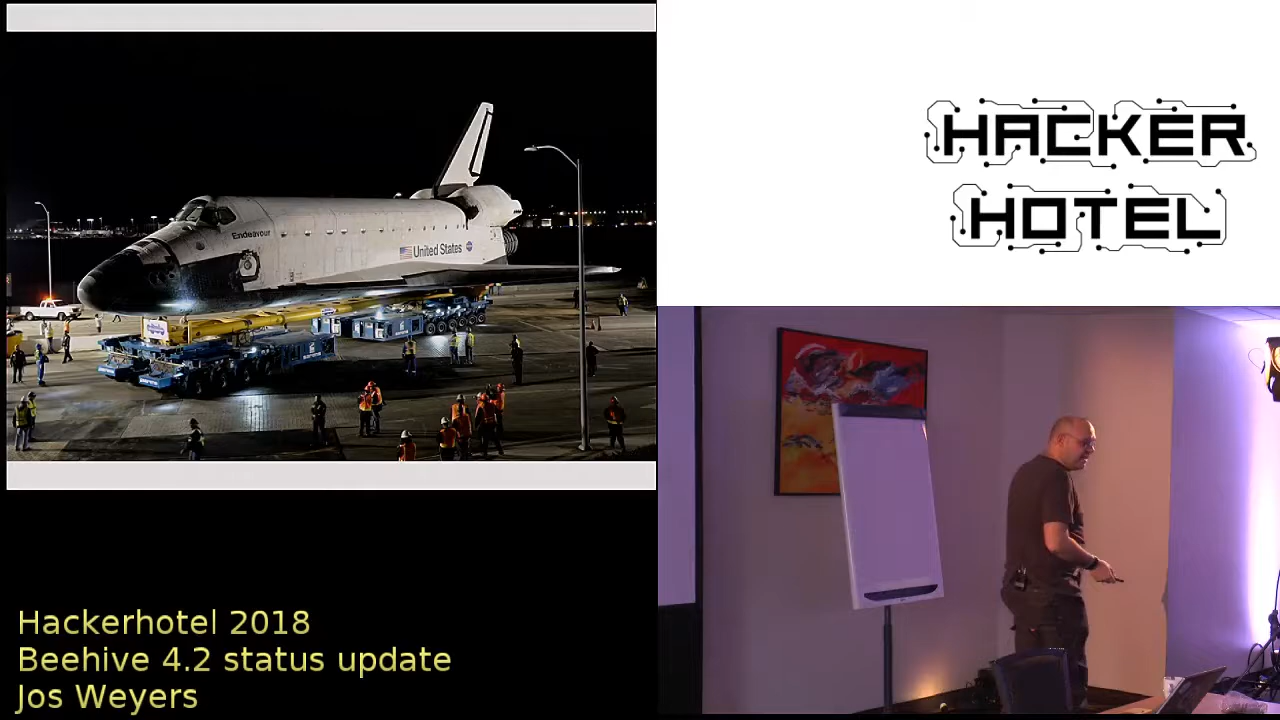 Endeavour
United States
HACKER
HOTEL
Hackerhotel 2018
Beehive 4.2 status update
Jos Weyers